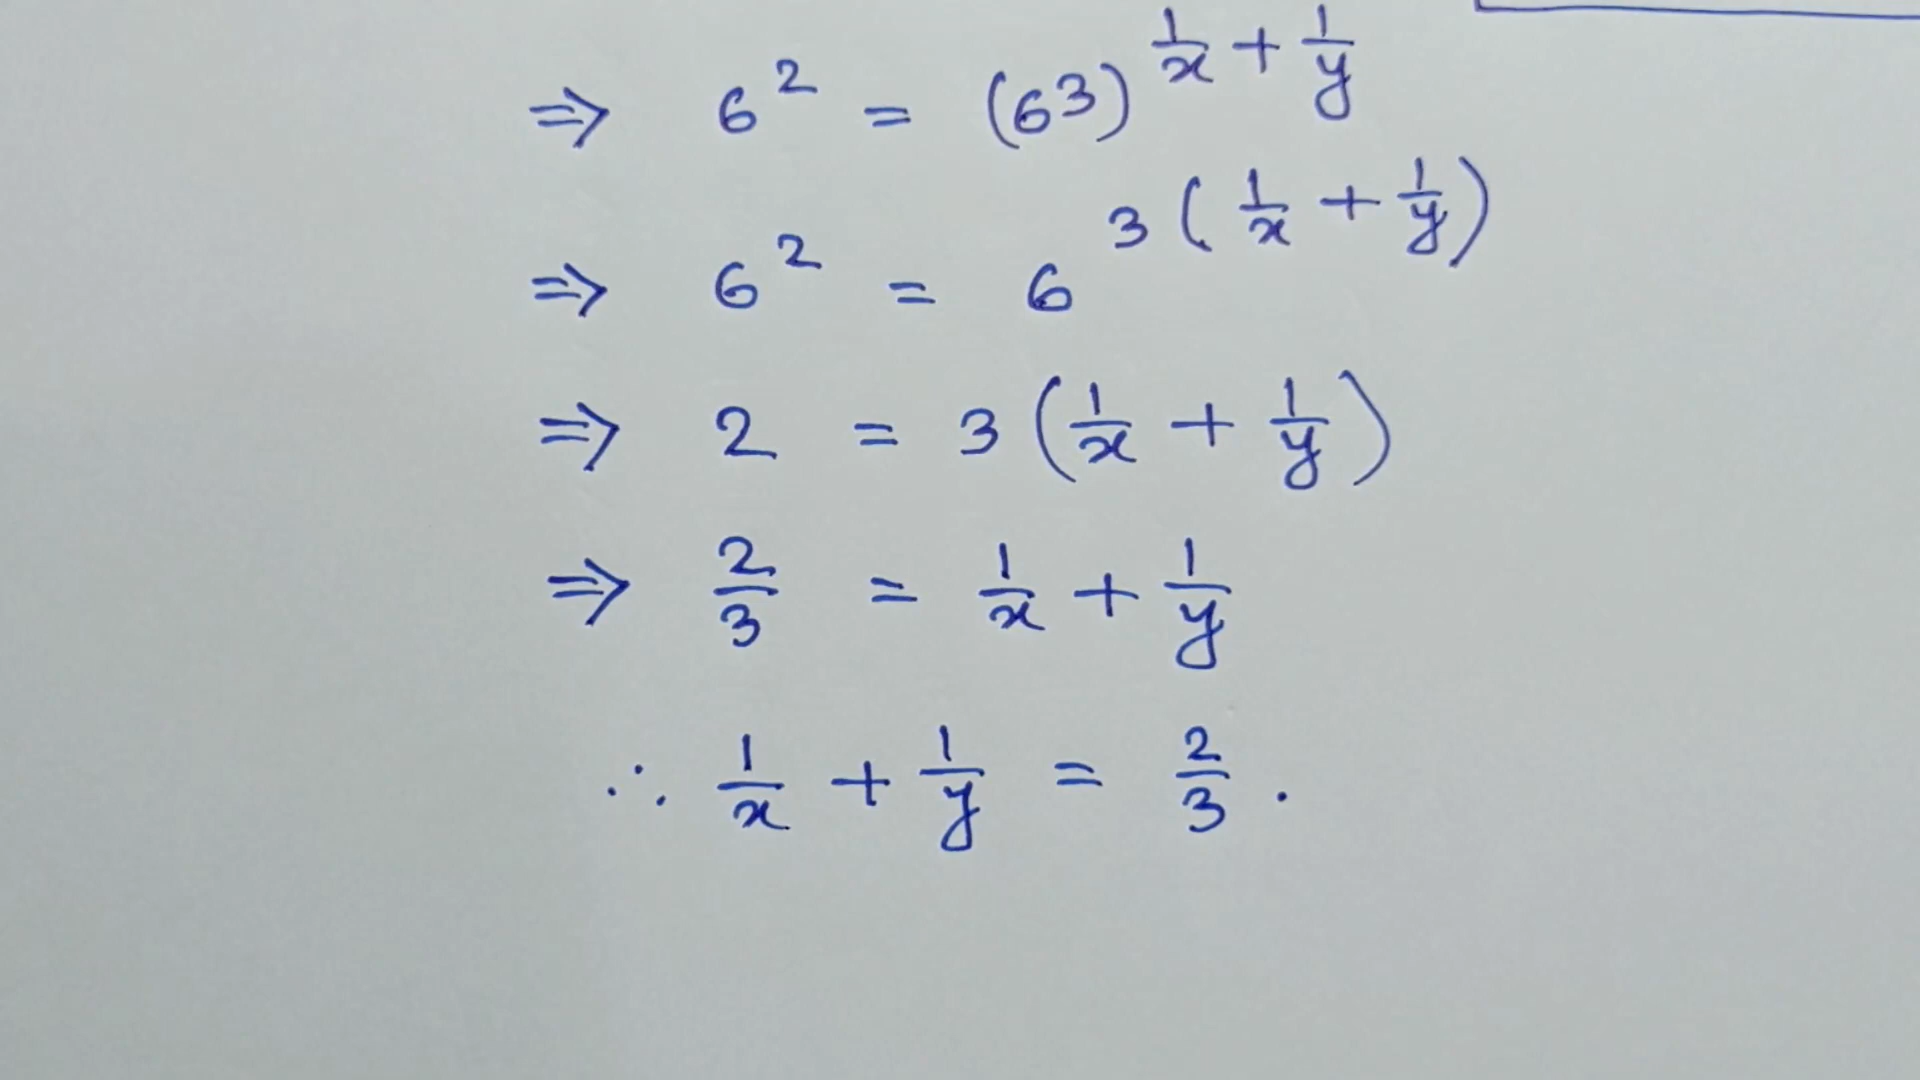 ⇒ 6² = (6³)^(1/x + 1/y)
⇒ 6² = 6^(3(1/x + 1/y))
⇒ 2 = 3(1/x + 1/y)
⇒ 2/3 = 1/x + 1/y
∴ 1/x + 1/y = 2/3.